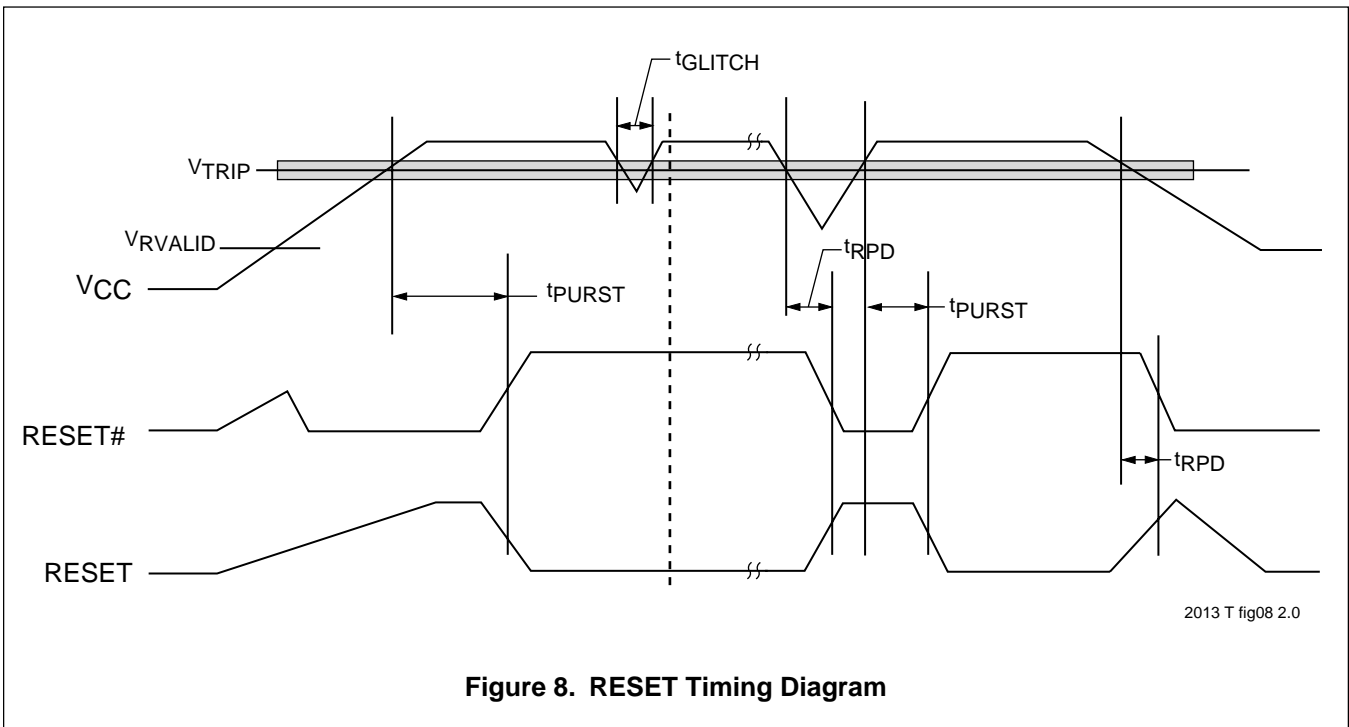 tGLITCH
VTRIP
VRVALID
tRPD
VCC
tPURST
tPURST
RESET#
tRPD
RESET
2013 T fig08 2.0
Figure 8. RESET Timing Diagram